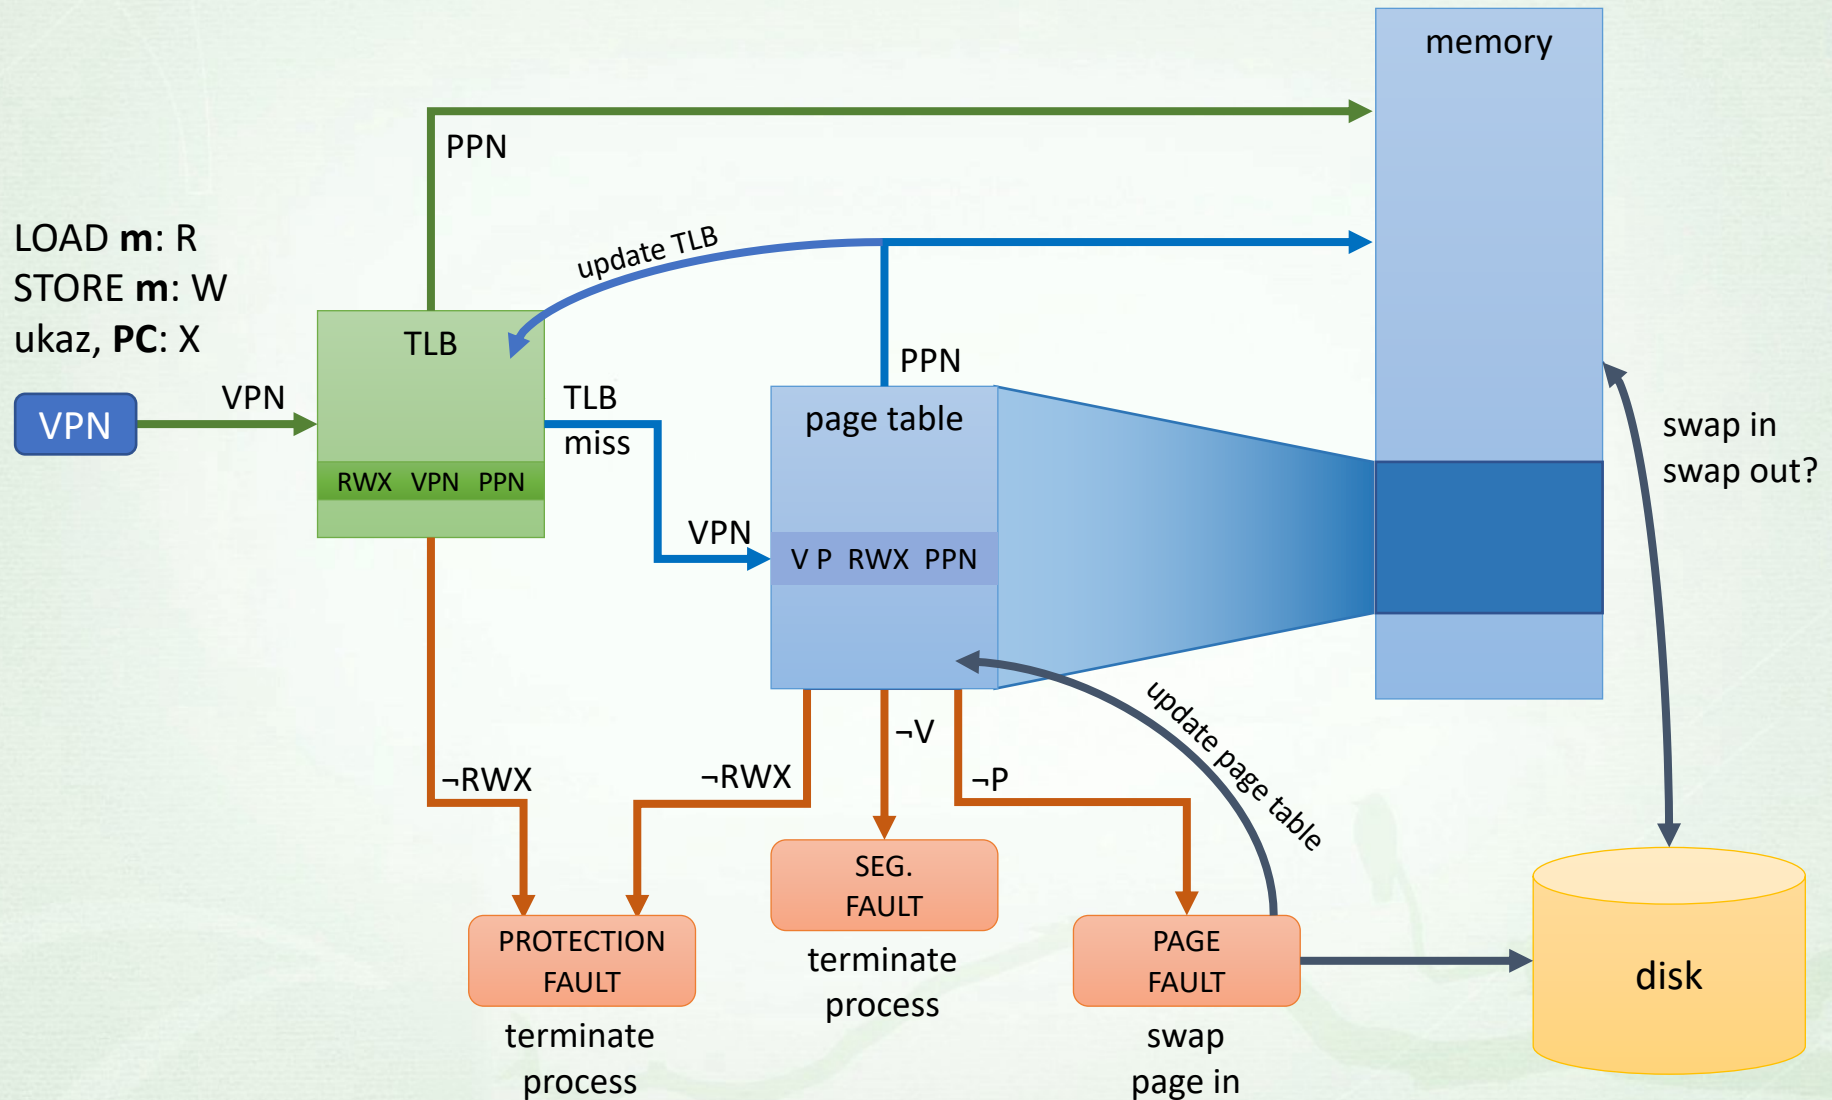 memory
PPN
LOAD m: R
STORE m: W
ukaz, PC: X
update TLB
TLB
VPN
VPN
TLB
miss
PPN
page table
RWX VPN PPN
VPN
V P RWX PPN
swap in
swap out?
¬RWX
¬RWX
¬V
¬P
update page table
SEG.
FAULT
terminate
process
PROTECTION
FAULT
terminate
process
PAGE
FAULT
swap
page in
disk